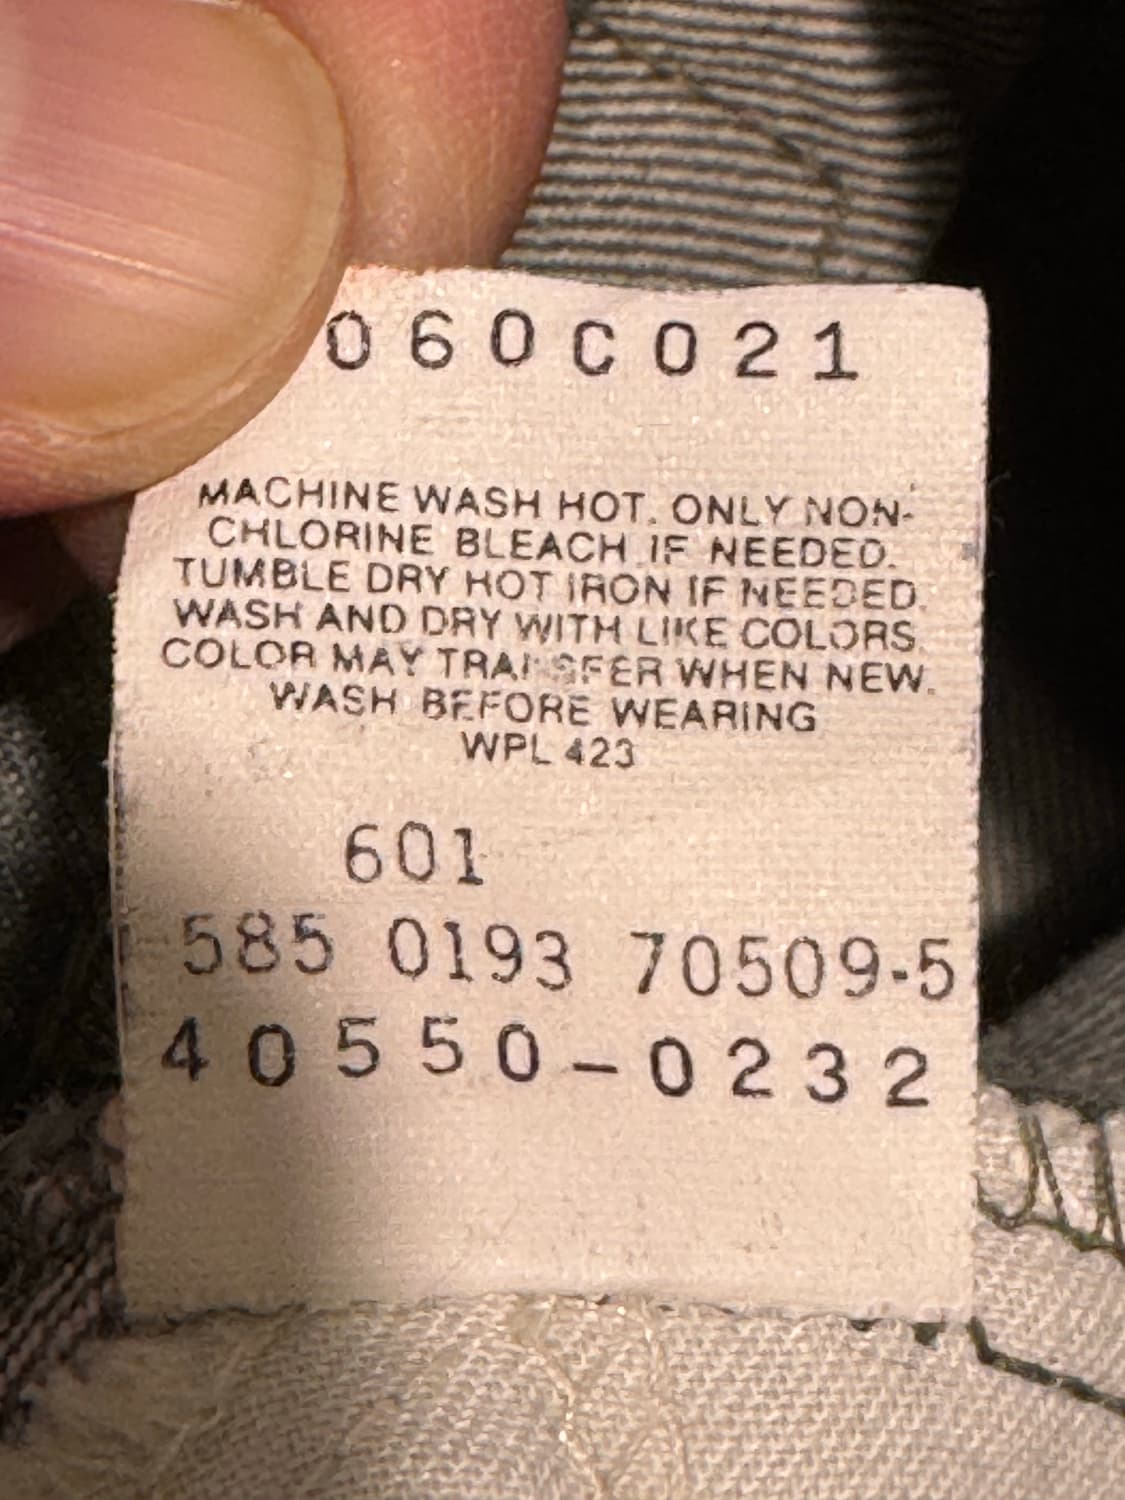 060C021
MACHINE WASH HOT. ONLY NON-
CHLORINE BLEACH IF NEEDED.
TUMBLE DRY HOT IRON IF NEEDED.
WASH AND DRY WITH LIKE COLORS.
COLOR MAY TRANSFER WHEN NEW.
WASH BEFORE WEARING
WPL 423
601
585 0193 70509-5
40550-0232